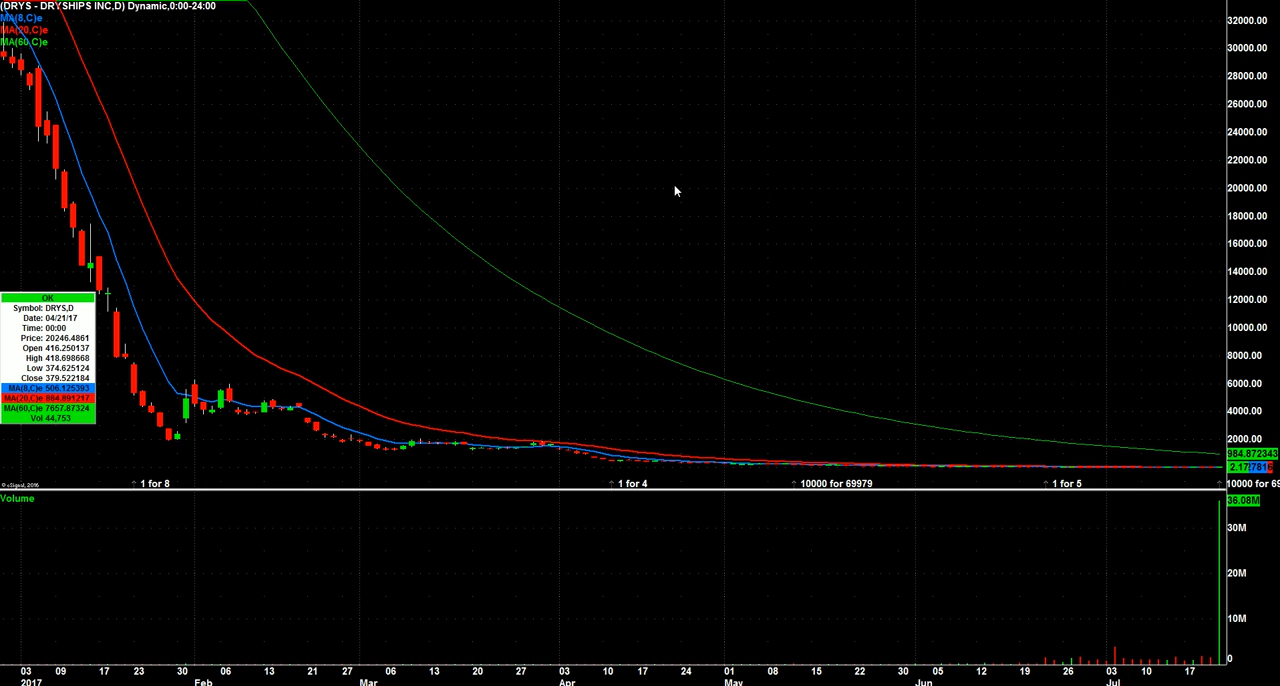 (DRYS - DRYSHIPS INC,D) Dynamic,0:00-24:00
MA(8,C)e
MA(20,C)e
MA(60,C)e
32000.00
30000.00
28000.00
26000.00
24000.00
22000.00
20000.00
18000.00
16000.00
14000.00
12000.00
10000.00
8000.00
6000.00
4000.00
2000.00
984.872343
OK
Symbol: DRYS,D
Date: 04/21/17
Time: 00:00
Price: 20246.4861
Open 416.250137
High 418.698668
Low 374.625124
Close 379.522184
MA(8,C)e 506.125393
MA(20,C)e 884.891217
MA(60,C)e 7657.87324
Vol 44,753
© eSignal, 2016
1 for 8
1 for 4
10000 for 69979
1 for 5
10000 for 69
Volume
36.08M
30M
20M
10M
0
03 09 17 23 30 06 13 21 27 06 13 20 27 03 10 17 24 01 08 15 22 30 05 12 19 26 03 10 17
2017 Feb Mar Apr May Jun Jul